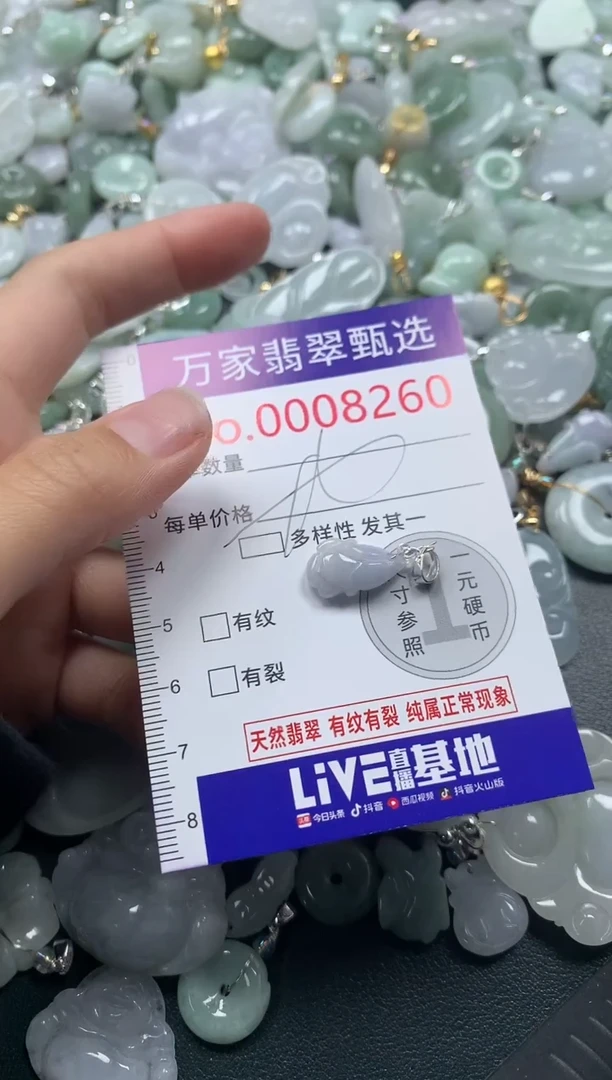 万家翡翠甄选
o.0008260
数量
每单价格
多样性 发其一
一元硬币
寸参照
1
有纹
有裂
天然翡翠 有纹有裂 纯属正常现象
LiVE直播基地
今日头条 抖音 西瓜视频 抖音火山版
0
4
5
6
7
8